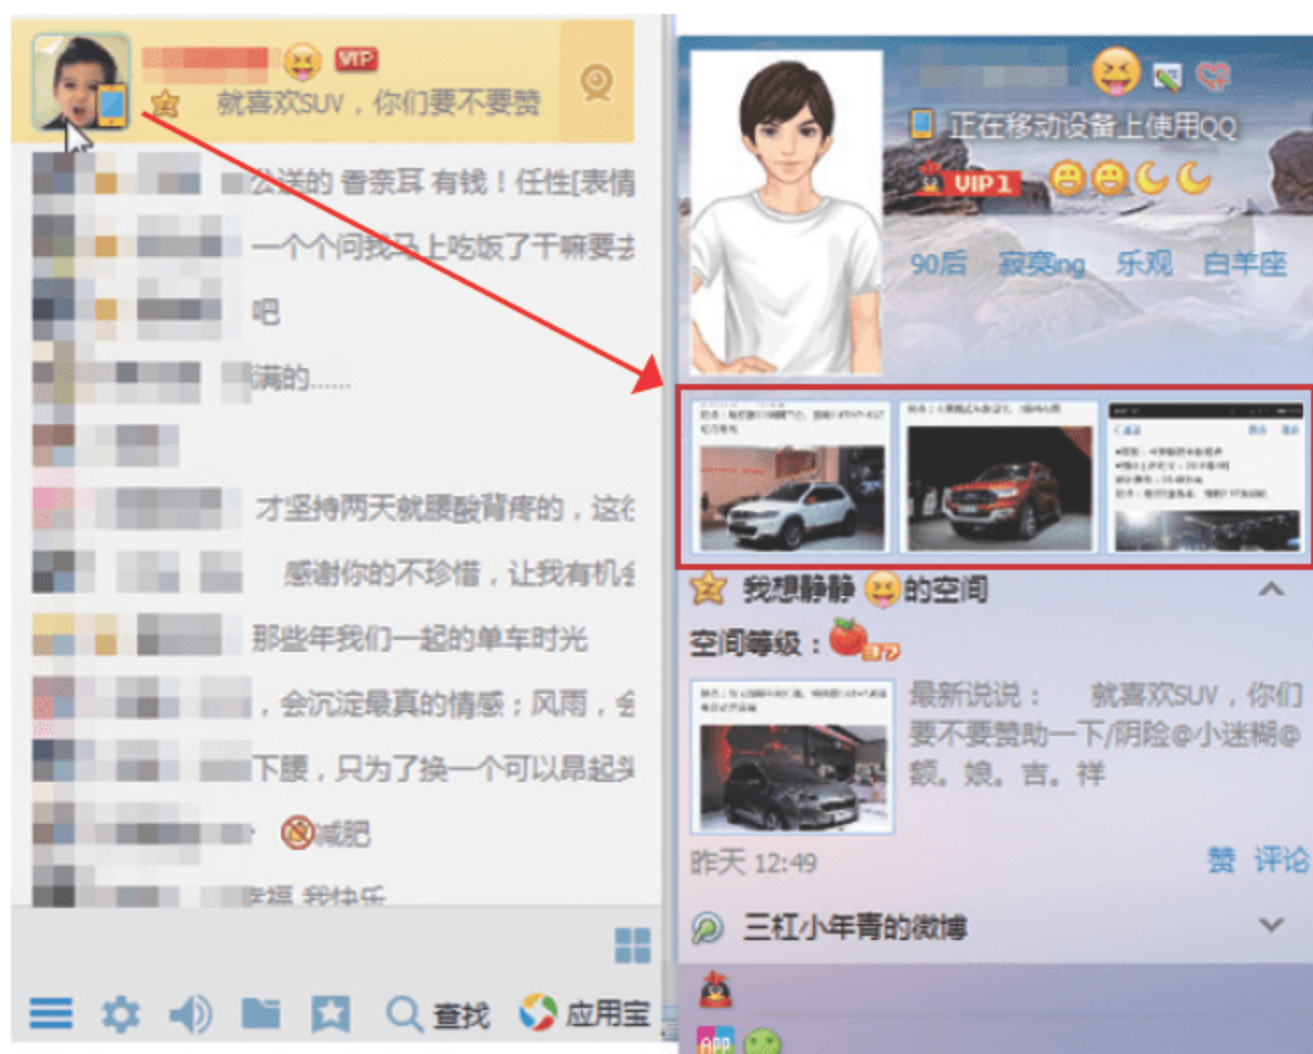 VIP
就喜欢SUV，你们要不要赞
公送的 香奈耳 有钱！任性[表情
一个个问我马上吃饭了干嘛要去
吧
满的......
才坚持两天就腰酸背疼的，这往
感谢你的不珍惜，让我有机会
那些年我们一起的单车时光
，会沉淀最真的情感；风雨，会
下腰，只为了换一个可以昂起头
减肥
幸福 我快乐
查找
应用宝
正在移动设备上使用QQ
VIP1
90后 寂寞ing 乐观 白羊座
我想静静 的空间
空间等级：37
最新说说： 就喜欢SUV，你们
要不要赞助一下/阴险@小迷糊@
额。娘。吉。祥
昨天 12:49
赞 评论
三杠小年青的微博
APP